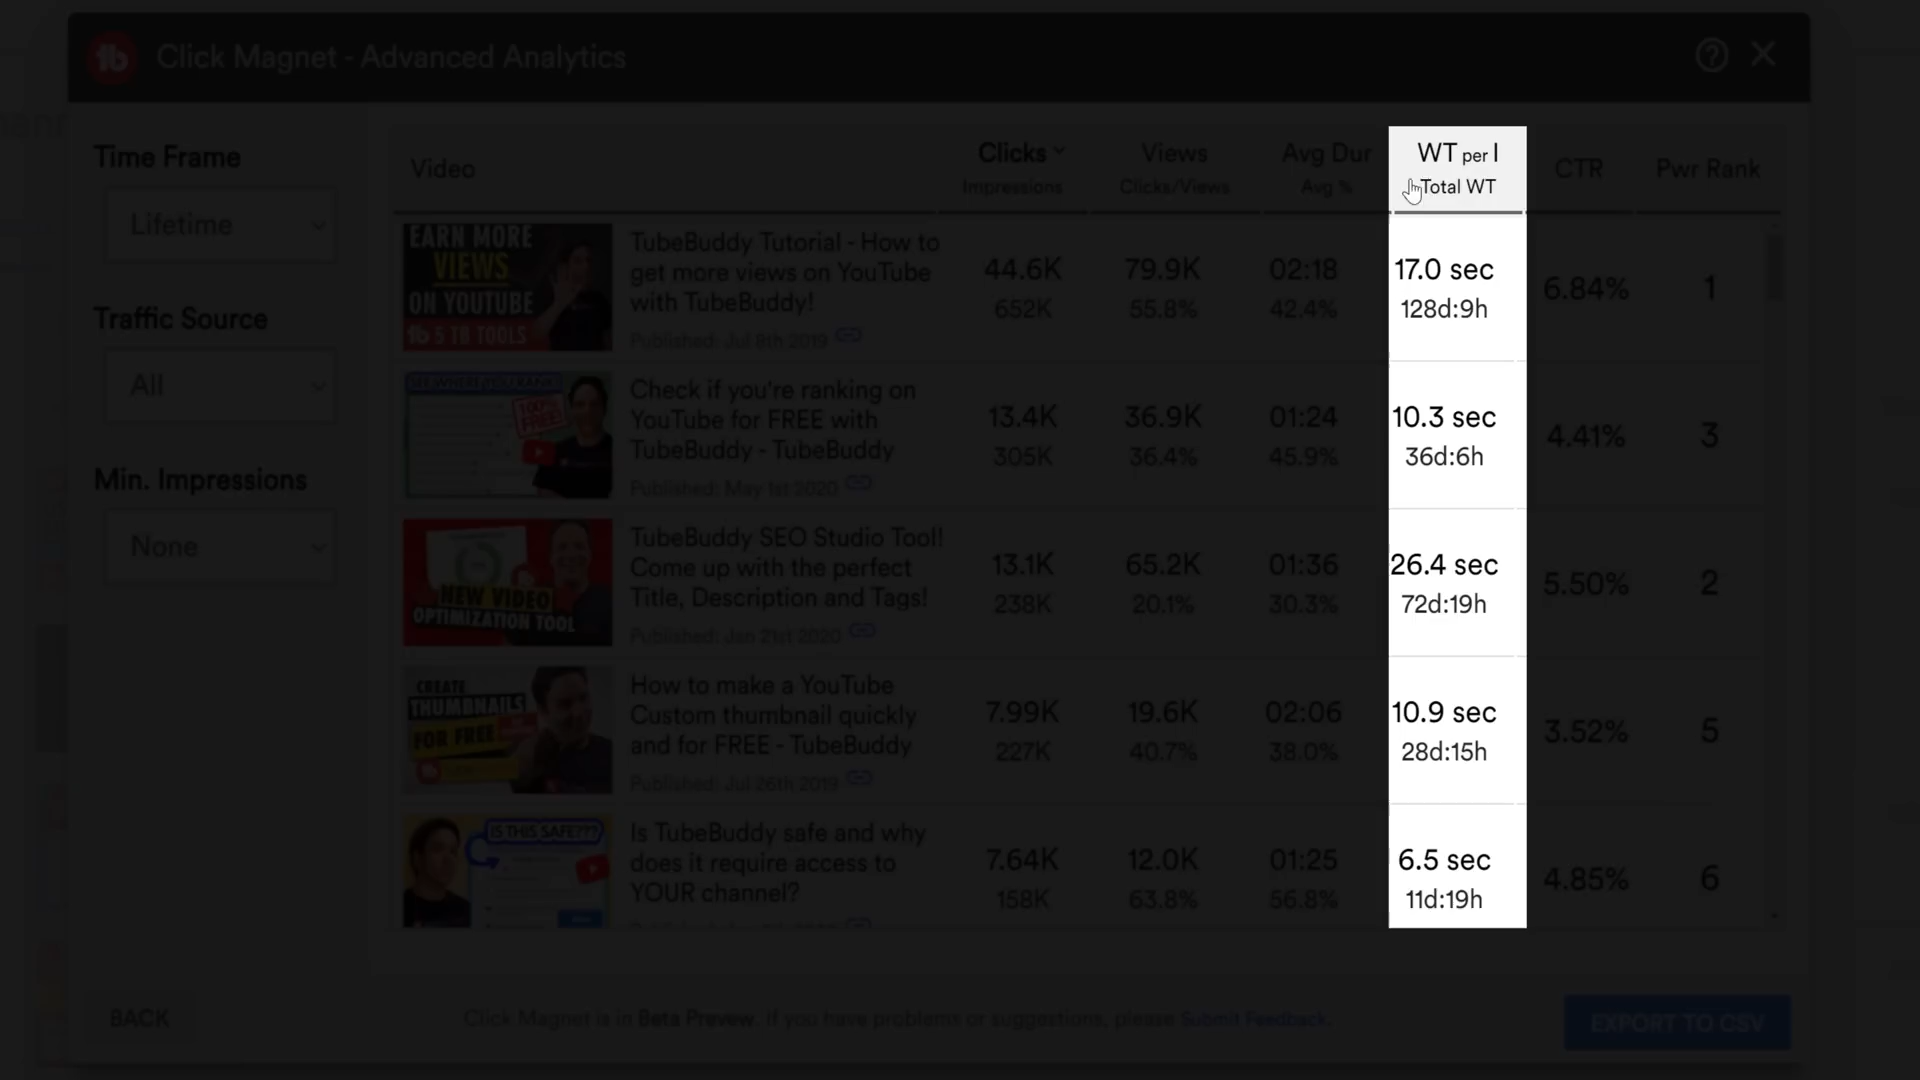 Click Magnet - Advanced Analytics
Time Frame
Lifetime
Traffic Source
All
Min. Impressions
None
Video
Clicks
Impressions
Views
Clicks/Views
Avg Dur
Avg %
WT per I
Total WT
CTR
Pwr Rank
EARN MORE
VIEWS
ON YOUTUBE
5 TB TOOLS
TubeBuddy Tutorial - How to
get more views on YouTube
with TubeBuddy!
Published: Jul 8th 2019
44.6K
652K
79.9K
55.8%
02:18
42.4%
17.0 sec
128d:9h
6.84%
1
SEE WHERE YOU RANK
100%
FREE
Check if you're ranking on
YouTube for FREE with
TubeBuddy - TubeBuddy
Published: May 1st 2020
13.4K
305K
36.9K
36.4%
01:24
45.9%
10.3 sec
36d:6h
4.41%
3
NEW VIDEO
OPTIMIZATION TOOL
TubeBuddy SEO Studio Tool!
Come up with the perfect
Title, Description and Tags!
Published: Jan 21st 2020
13.1K
238K
65.2K
20.1%
01:36
30.3%
26.4 sec
72d:19h
5.50%
2
CREATE
THUMBNAILS
FOR FREE
How to make a YouTube
Custom thumbnail quickly
and for FREE - TubeBuddy
Published: Jul 26th 2019
7.99K
227K
19.6K
40.7%
02:06
38.0%
10.9 sec
28d:15h
3.52%
5
IS THIS SAFE???
Is TubeBuddy safe and why
does it require access to
YOUR channel?
7.64K
158K
12.0K
63.8%
01:25
56.8%
6.5 sec
11d:19h
4.85%
6
BACK
Click Magnet is in Beta Preview. If you have problems or suggestions, please Submit Feedback.
EXPORT TO CSV